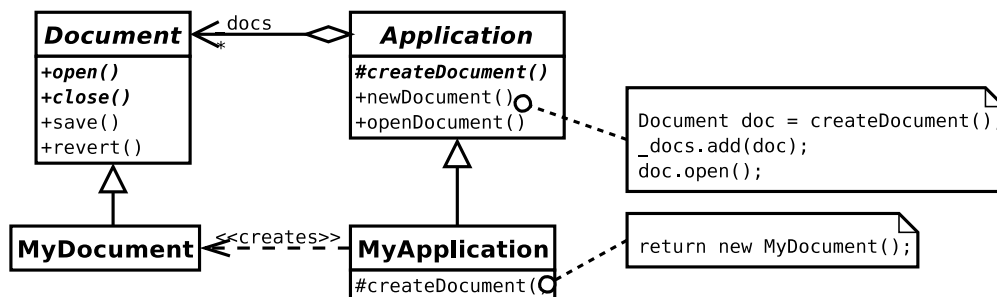 Document
+open()
+close()
+save()
+revert()
_docs
*
Application
#createDocument()
+newDocument()
+openDocument()
Document doc = createDocument();
_docs.add(doc);
doc.open();
MyDocument
<<creates>>
MyApplication
#createDocument()
return new MyDocument();